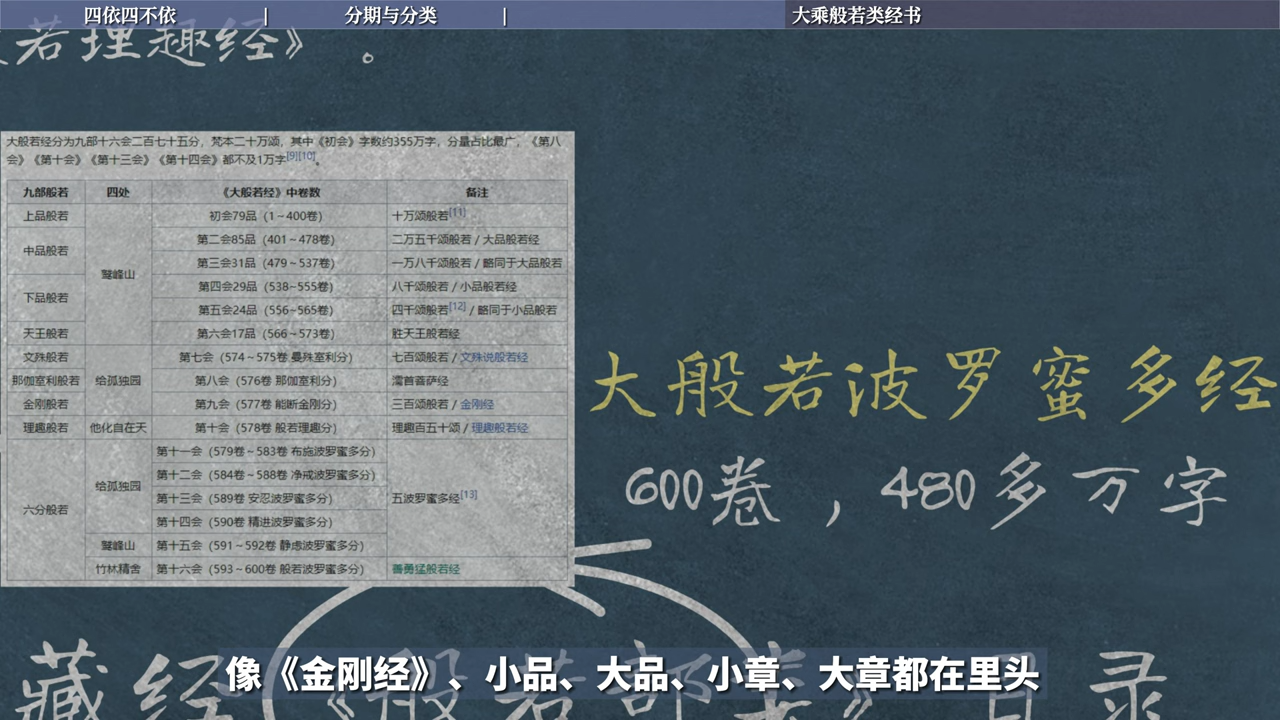 四依四不依 | 分期与分类 | 大乘般若类经书
若理趣经》 。
大般若经分为九部十六会二百七十五分，梵本二十万颂，其中《初会》字数约355万字，分量占比最广，《第八
会》《第十会》《第十三会》《第十四会》都不及1万字[9][10]。
九部般若 四处 《大般若经》中卷数 备注
上品般若 初会79品（1～400卷） 十万颂般若[11]
中品般若 第二会85品（401～478卷） 二万五千颂般若 / 大品般若经
第三会31品（479～537卷） 一万八千颂般若 / 略同于大品般若
鹫峰山
下品般若 第四会29品（538~555卷） 八千颂般若 / 小品般若经
第五会24品（556~565卷） 四千颂般若[12] / 略同于小品般若
天王般若 第六会17品（566～573卷） 胜天王般若经
文殊般若 第七会（574～575卷 曼殊室利分） 七百颂般若 / 文殊说般若经
那伽室利般若 给孤独园 第八会（576卷 那伽室利分） 濡首菩萨经
金刚般若 第九会（577卷 能断金刚分） 三百颂般若 / 金刚经
理趣般若 他化自在天 第十会（578卷 般若理趣分） 理趣百五十颂 / 理趣般若经
六分般若 给孤独园 第十一会（579卷～583卷 布施波罗蜜多分）
第十二会（584卷～588卷 净戒波罗蜜多分）
第十三会（589卷 安忍波罗蜜多分） 五波罗蜜多经[13]
第十四会（590卷 精进波罗蜜多分）
鹫峰山 第十五会（591～592卷 静虑波罗蜜多分）
竹林精舍 第十六会（593～600卷 般若波罗蜜多分） 善勇猛般若经
大般若波罗蜜多经
600卷，480多万字
藏经《般若部类》目录
像《金刚经》、小品、大品、小章、大章都在里头